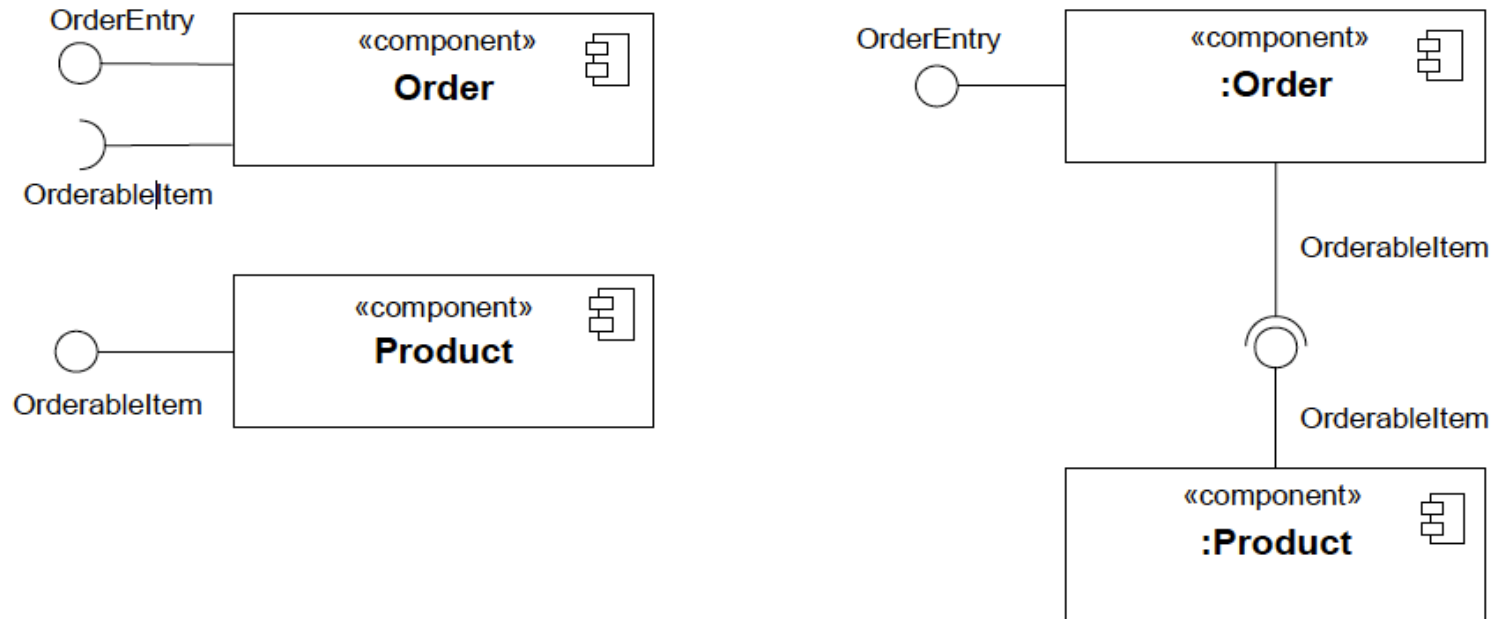 OrderEntry
«component»
Order
OrderableItem
«component»
Product
OrderableItem
OrderEntry
«component»
:Order
OrderableItem
OrderableItem
«component»
:Product